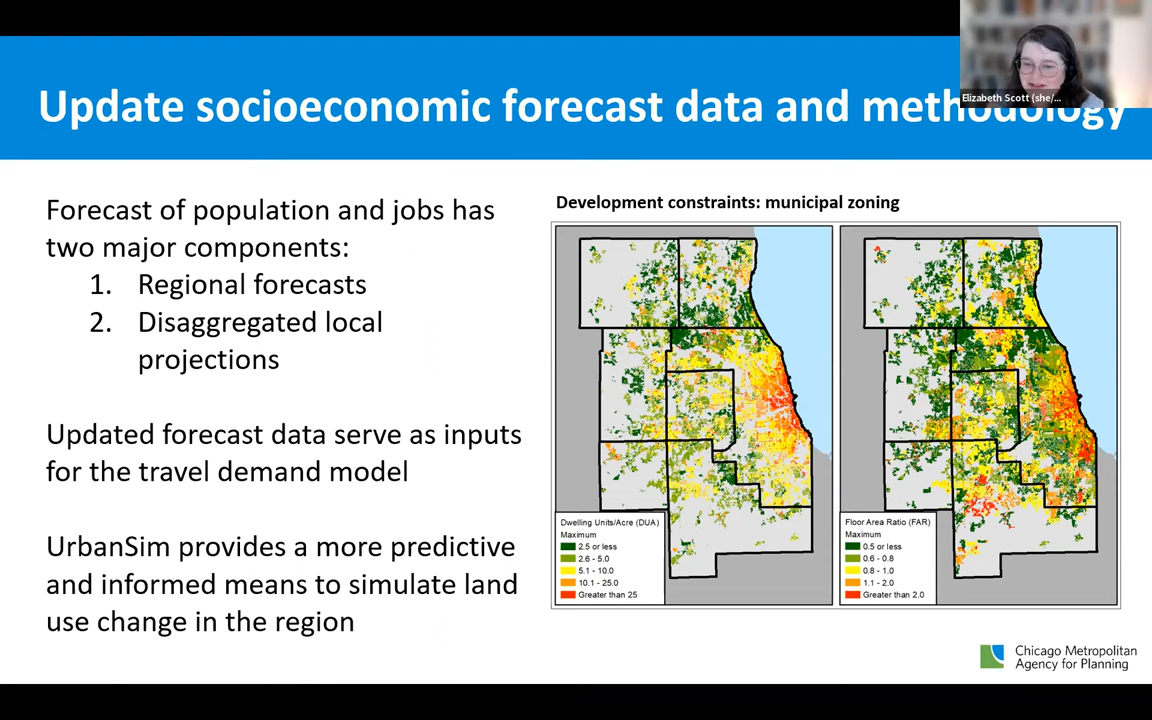 Elizabeth Scott (she/...
Update socioeconomic forecast data and methodology
Forecast of population and jobs has
two major components:
1. Regional forecasts
2. Disaggregated local
projections
Updated forecast data serve as inputs
for the travel demand model
UrbanSim provides a more predictive
and informed means to simulate land
use change in the region
Development constraints: municipal zoning
Dwelling Units/Acre (DUA)
Maximum
2.5 or less
2.6 - 5.0
5.1 - 10.0
10.1 - 25.0
Greater than 25
Floor Area Ratio (FAR)
Maximum
0.5 or less
0.6 - 0.8
0.8 - 1.0
1.1 - 2.0
Greater than 2.0
Chicago Metropolitan
Agency for Planning